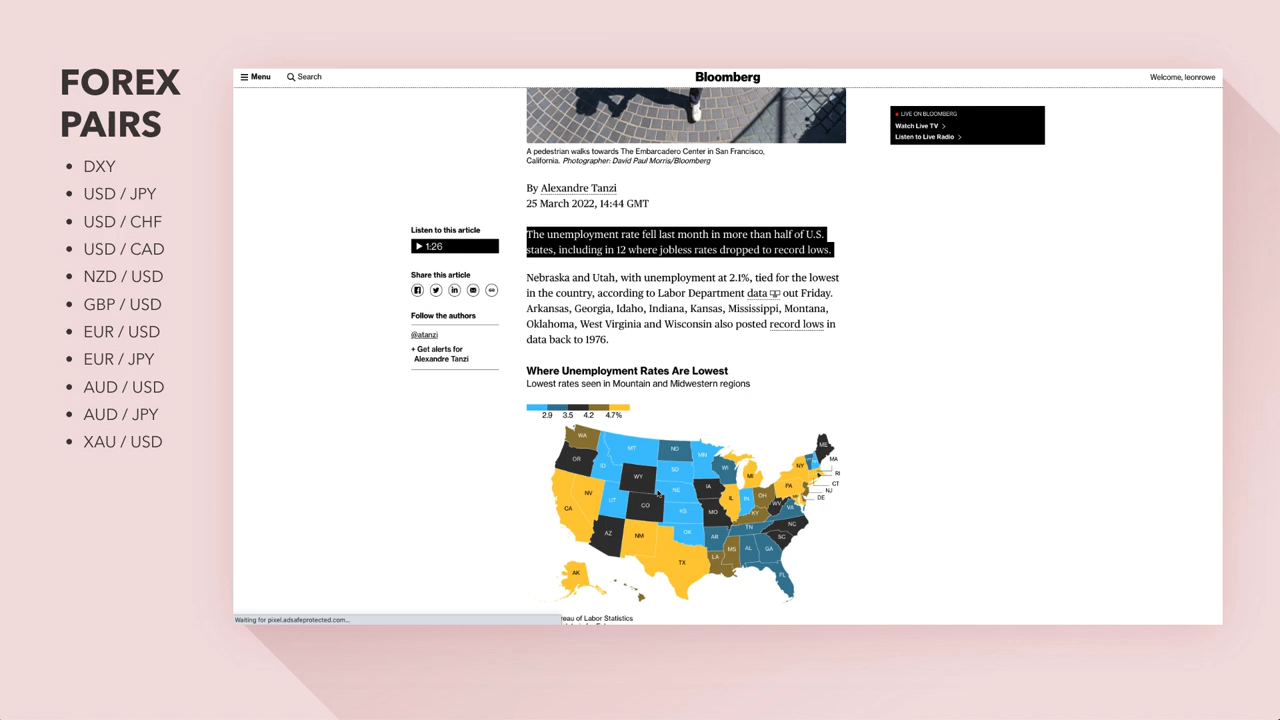 FOREX
PAIRS
DXY
USD / JPY
USD / CHF
USD / CAD
NZD / USD
GBP / USD
EUR / USD
EUR / JPY
AUD / USD
AUD / JPY
XAU / USD
Menu
Search
Bloomberg
Welcome, leonrowe
LIVE ON BLOOMBERG
Watch Live TV >
Listen to Live Radio >
A pedestrian walks towards The Embarcadero Center in San Francisco,
California. Photographer: David Paul Morris/Bloomberg
By Alexandre Tanzi
25 March 2022, 14:44 GMT
Listen to this article
1:26
Share this article
Follow the authors
@atanzi
+ Get alerts for
Alexandre Tanzi
The unemployment rate fell last month in more than half of U.S.
states, including in 12 where jobless rates dropped to record lows.
Nebraska and Utah, with unemployment at 2.1%, tied for the lowest
in the country, according to Labor Department data out Friday.
Arkansas, Georgia, Idaho, Indiana, Kansas, Mississippi, Montana,
Oklahoma, West Virginia and Wisconsin also posted record lows in
data back to 1976.
Where Unemployment Rates Are Lowest
Lowest rates seen in Mountain and Midwestern regions
2.9 3.5 4.2 4.7%
WA
MT
ND
MN
ME
OR
ID
SD
WI
MI
NY
MA
WY
RI
NV
UT
NE
IA
IL
IN
OH
PA
CT
NJ
DE
CA
CO
KS
MO
KY
WV
VA
AZ
NM
OK
AR
TN
NC
SC
TX
LA
MS
AL
GA
FL
AK
Waiting for pixel.adsafeprotected.com...
reau of Labor Statistics